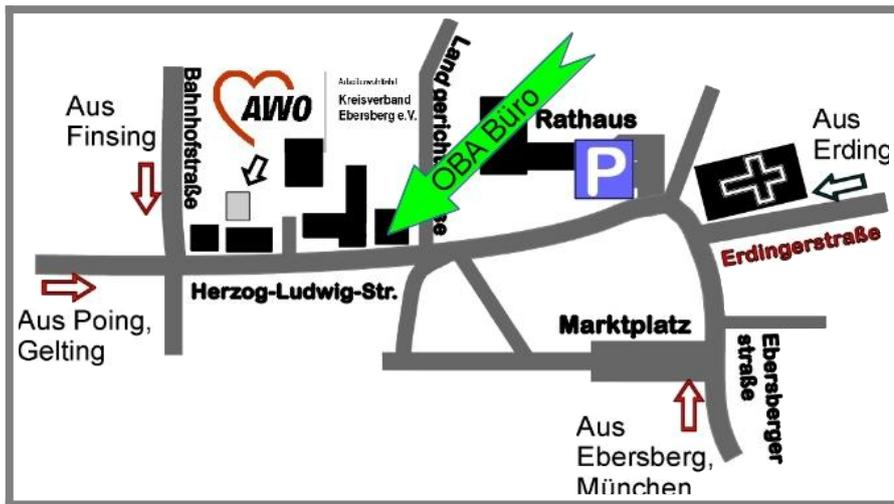 Aus
Finsing
Bahnhofstraße
AWO
Arbeiterwohlfahrt
Kreisverband
Ebersberg e.V.
OBA Büro
Rathaus
P
Aus
Erding
Erdingerstraße
Herzog-Ludwig-Str.
Aus Poing,
Gelting
Marktplatz
Ebersberger
straße
Aus
Ebersberg,
München